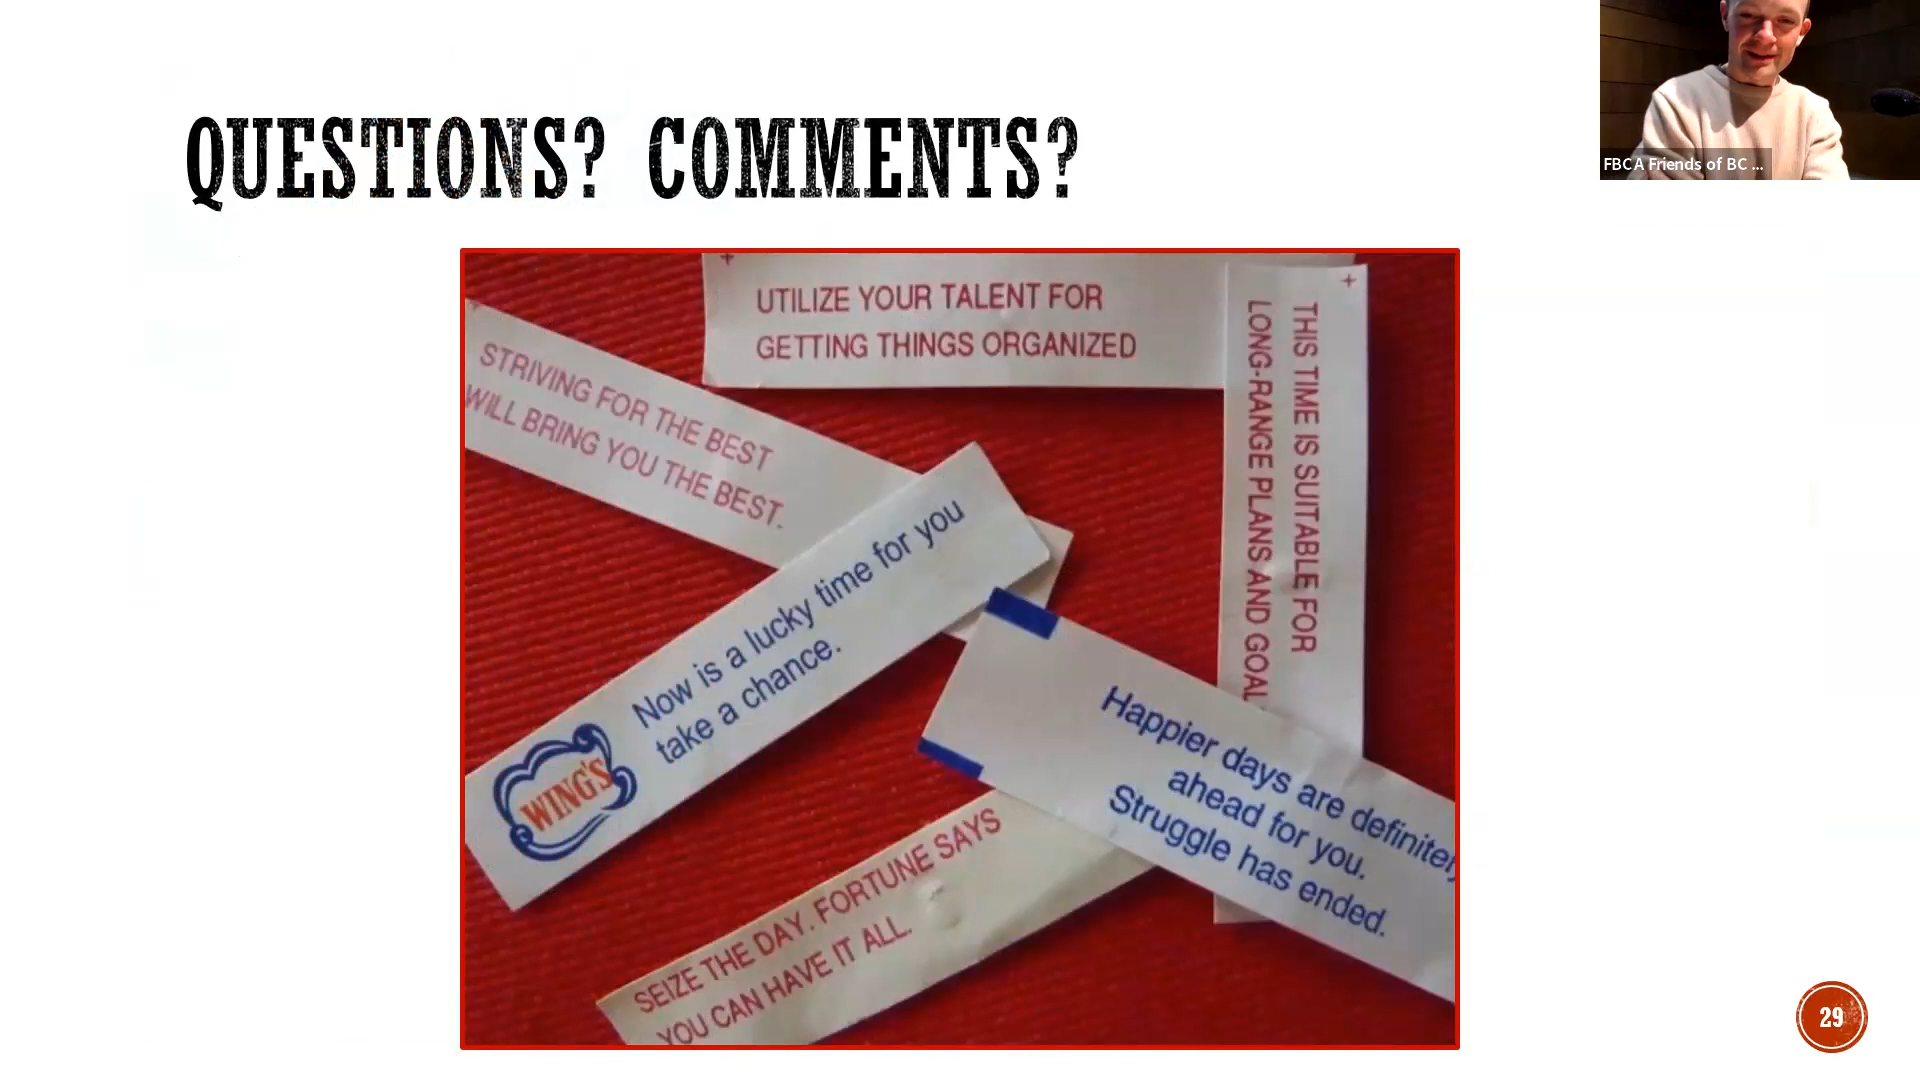 QUESTIONS? COMMENTS?
FBCA Friends of BC ...
UTILIZE YOUR TALENT FOR
GETTING THINGS ORGANIZED
THIS TIME IS SUITABLE FOR
LONG-RANGE PLANS AND GOAL
STRIVING FOR THE BEST
WILL BRING YOU THE BEST.
Now is a lucky time for you
take a chance.
WING'S
Happier days are definitely
ahead for you.
Struggle has ended.
SEIZE THE DAY. FORTUNE SAYS
YOU CAN HAVE IT ALL.
29